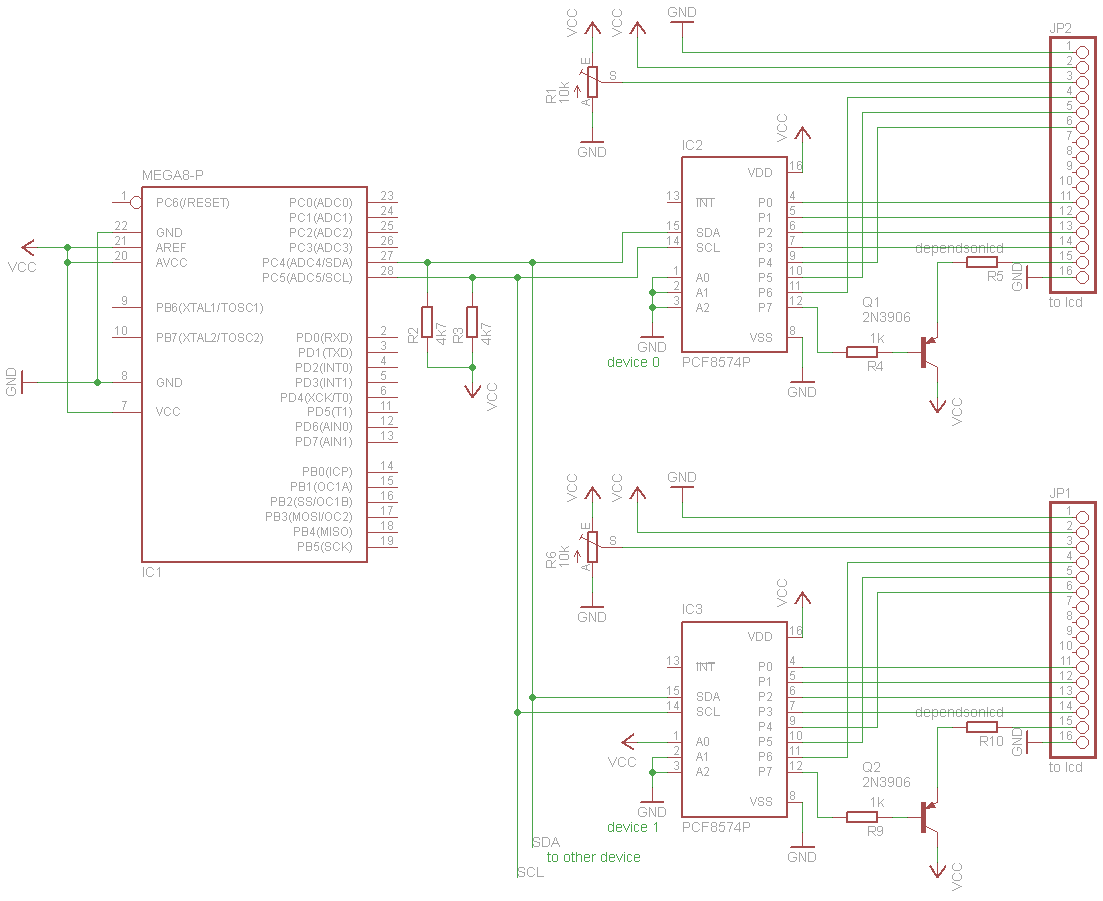 VCC
VCC
GND
JP2
R1
10k
E
A
S
GND
1
2
3
4
5
6
7
8
9
10
11
12
13
14
15
16
to lcd
VCC
IC2
VDD
16
13
INT
P0
4
P1
5
15
SDA
P2
6
14
SCL
P3
7
P4
9
1
A0
P5
10
2
A1
P6
11
3
A2
P7
12
VSS
8
GND
device 0
PCF8574P
GND
dependsonlcd
R5
GND
Q1
2N3906
1k
R4
VCC
MEGA8-P
1
PC6(/RESET)
PC0(ADC0)
23
PC1(ADC1)
24
22
GND
PC2(ADC2)
25
21
AREF
PC3(ADC3)
26
20
AVCC
PC4(ADC4/SDA)
27
PC5(ADC5/SCL)
28
VCC
9
PB6(XTAL1/TOSC1)
10
PB7(XTAL2/TOSC2)
PD0(RXD)
2
PD1(TXD)
3
PD2(INT0)
4
8
GND
PD3(INT1)
5
PD4(XCK/T0)
6
7
VCC
PD5(T1)
11
PD6(AIN0)
12
PD7(AIN1)
13
PB0(ICP)
14
PB1(OC1A)
15
PB2(SS/OC1B)
16
PB3(MOSI/OC2)
17
PB4(MISO)
18
PB5(SCK)
19
GND
IC1
R2
4k7
R3
4k7
VCC
VCC
VCC
GND
JP1
R6
10k
E
A
S
GND
1
2
3
4
5
6
7
8
9
10
11
12
13
14
15
16
to lcd
VCC
IC3
VDD
16
13
INT
P0
4
P1
5
15
SDA
P2
6
14
SCL
P3
7
P4
9
1
A0
P5
10
2
A1
P6
11
3
A2
P7
12
VSS
8
VCC
GND
device 1
PCF8574P
GND
dependsonlcd
R10
GND
Q2
2N3906
1k
R9
VCC
SDA
to other device
SCL